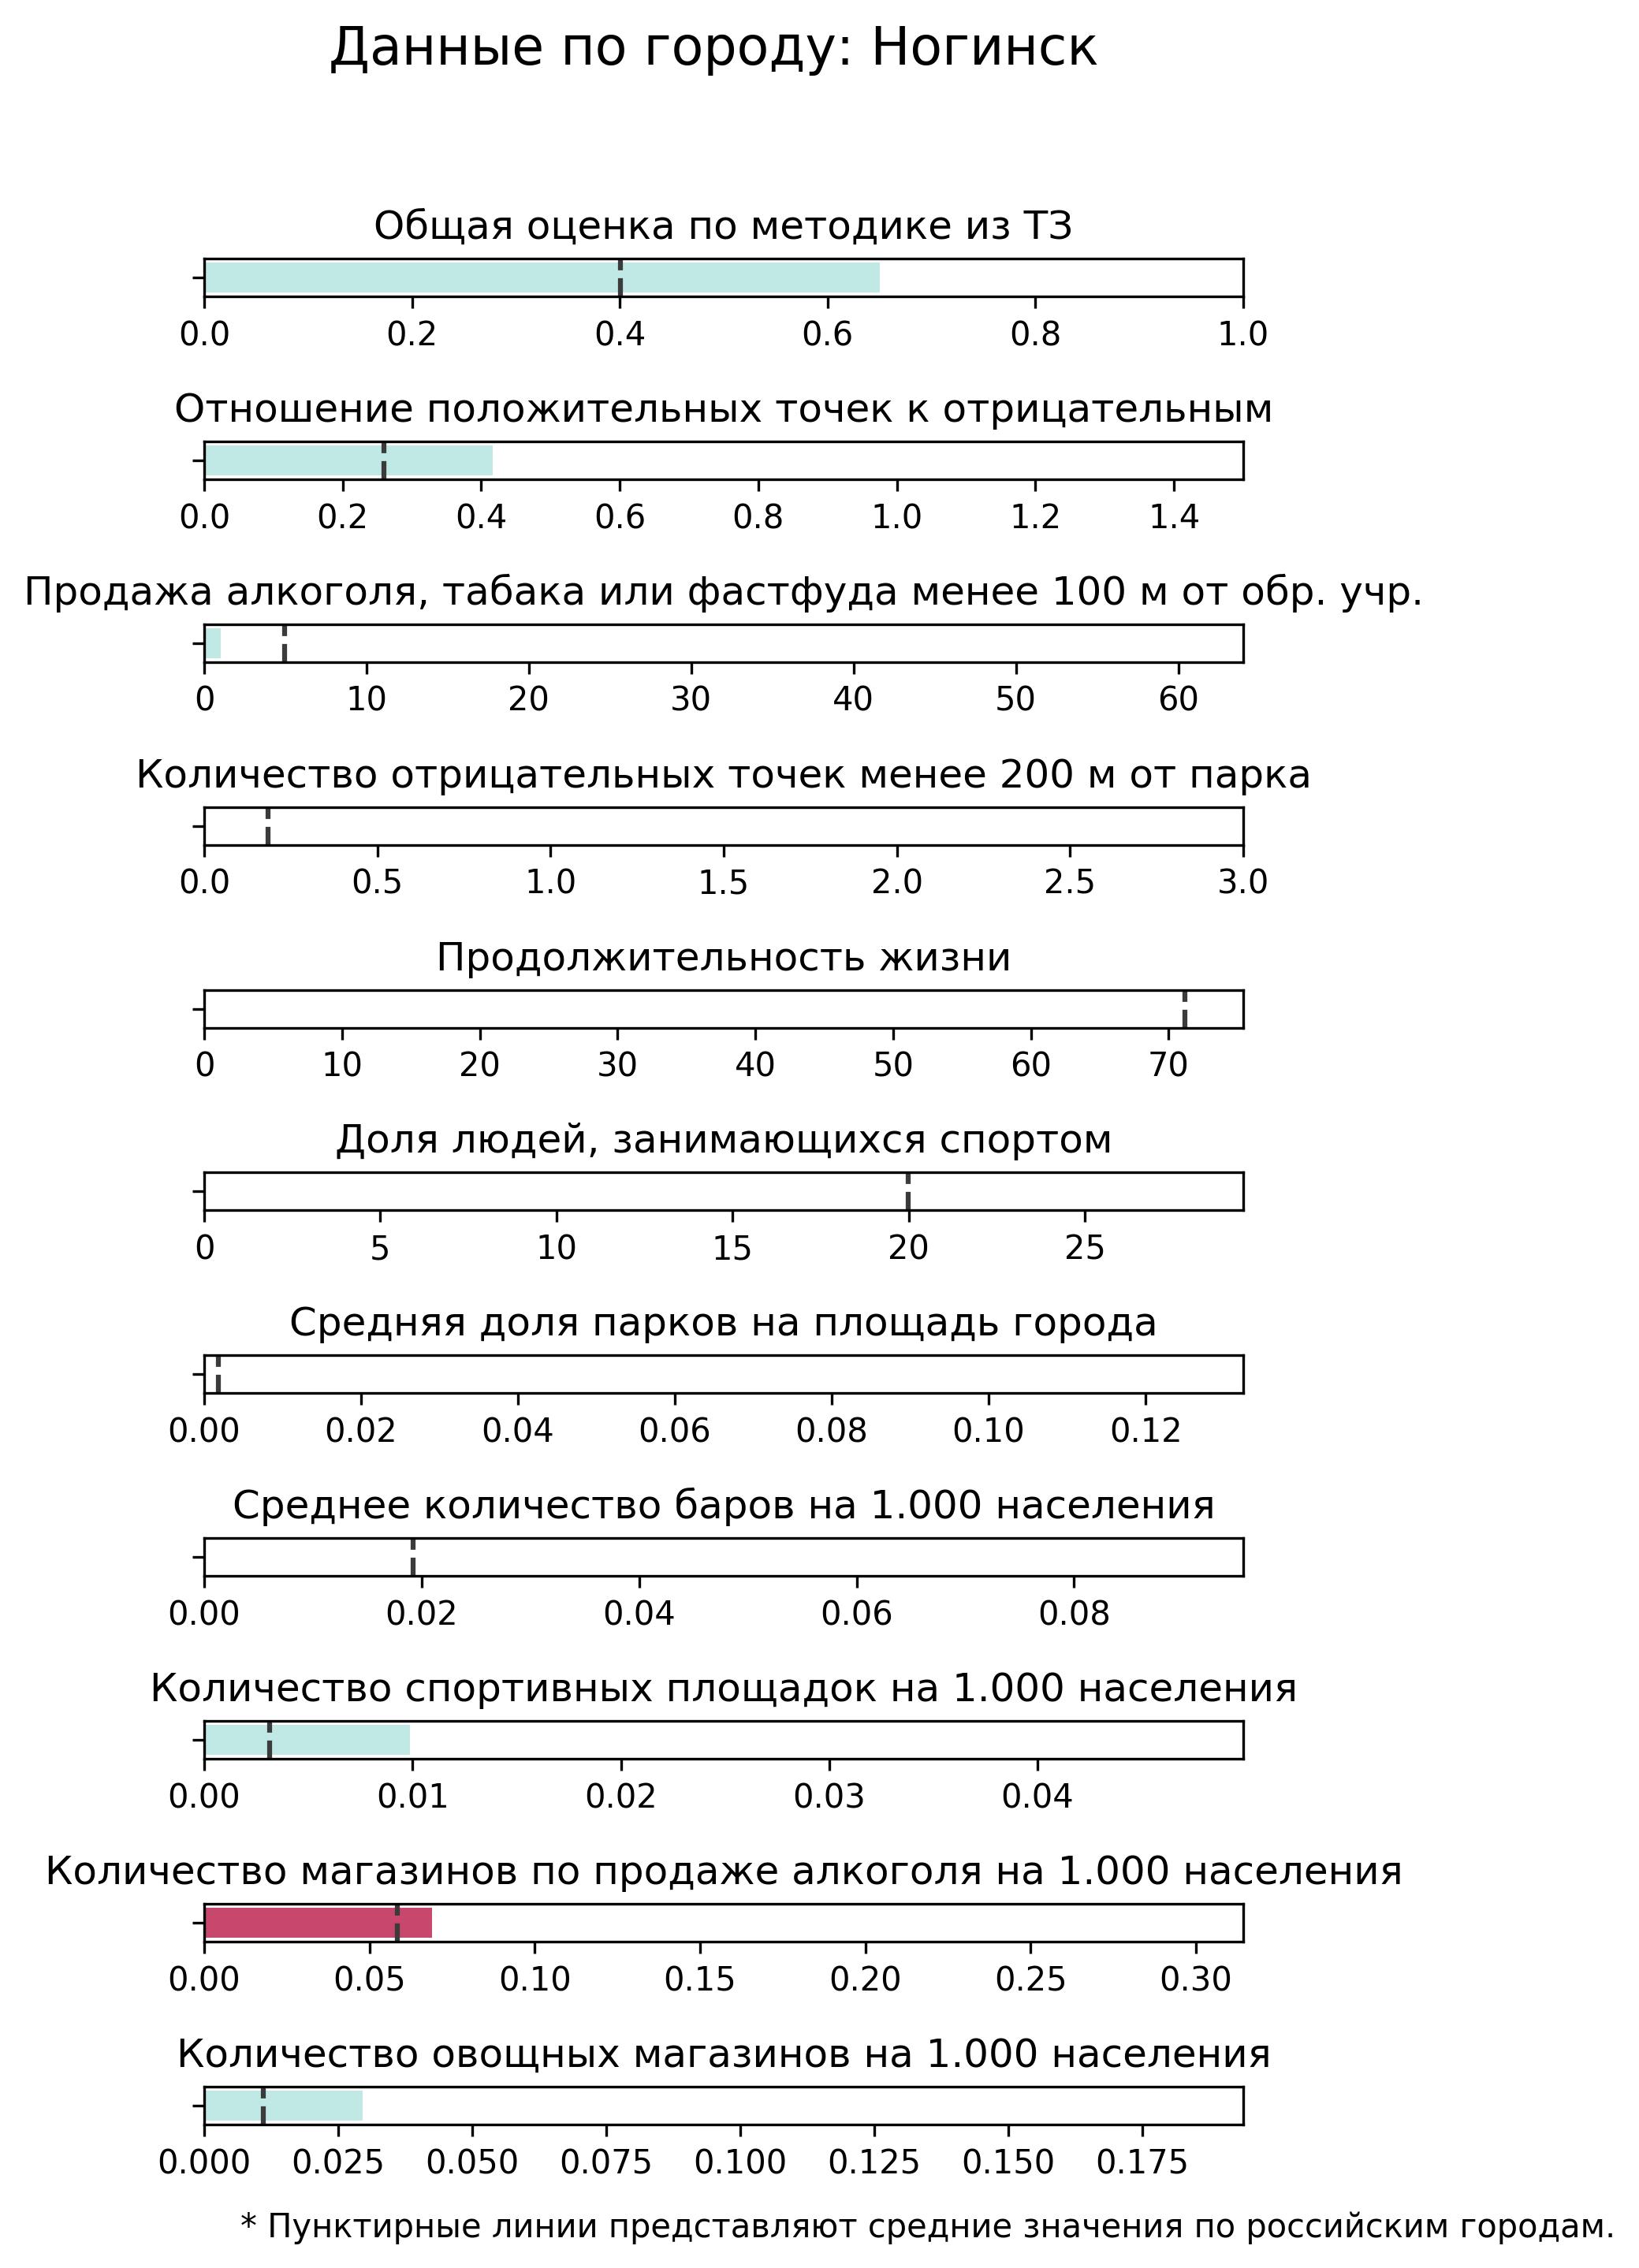 Данные по городу: Ногинск
Общая оценка по методике из ТЗ
0.0 0.2 0.4 0.6 0.8 1.0
Отношение положительных точек к отрицательным
0.0 0.2 0.4 0.6 0.8 1.0 1.2 1.4
Продажа алкоголя, табака или фастфуда менее 100 м от обр. учр.
0 10 20 30 40 50 60
Количество отрицательных точек менее 200 м от парка
0.0 0.5 1.0 1.5 2.0 2.5 3.0
Продолжительность жизни
0 10 20 30 40 50 60 70
Доля людей, занимающихся спортом
0 5 10 15 20 25
Средняя доля парков на площадь города
0.00 0.02 0.04 0.06 0.08 0.10 0.12
Среднее количество баров на 1.000 населения
0.00 0.02 0.04 0.06 0.08
Количество спортивных площадок на 1.000 населения
0.00 0.01 0.02 0.03 0.04
Количество магазинов по продаже алкоголя на 1.000 населения
0.00 0.05 0.10 0.15 0.20 0.25 0.30
Количество овощных магазинов на 1.000 населения
0.000 0.025 0.050 0.075 0.100 0.125 0.150 0.175
* Пунктирные линии представляют средние значения по российским городам.